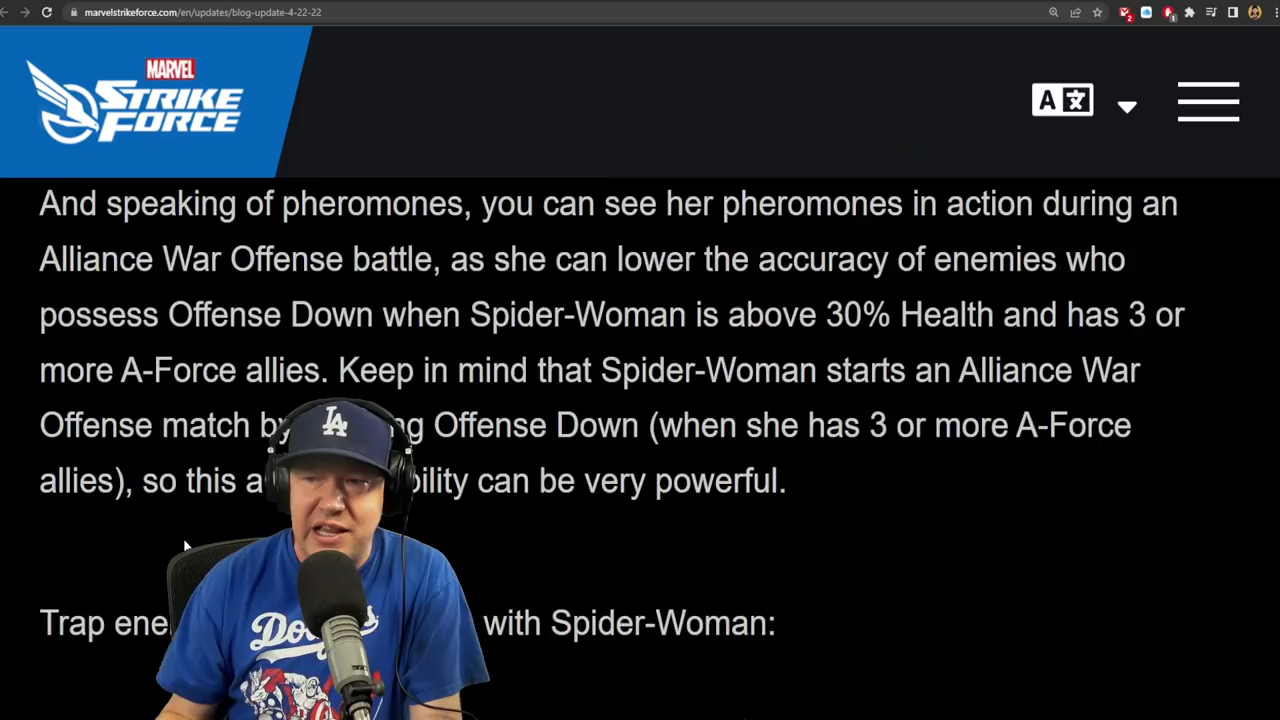 marvelstrikeforce.com/en/updates/blog-update-4-22-22
MARVEL
STRIKE
FORCE
A 文
And speaking of pheromones, you can see her pheromones in action during an
Alliance War Offense battle, as she can lower the accuracy of enemies who
possess Offense Down when Spider-Woman is above 30% Health and has 3 or
more A-Force allies. Keep in mind that Spider-Woman starts an Alliance War
Offense match by Offense Down (when she has 3 or more A-Force
allies), so this can be very powerful.
LA
Trap with Spider-Woman:
Dodgers